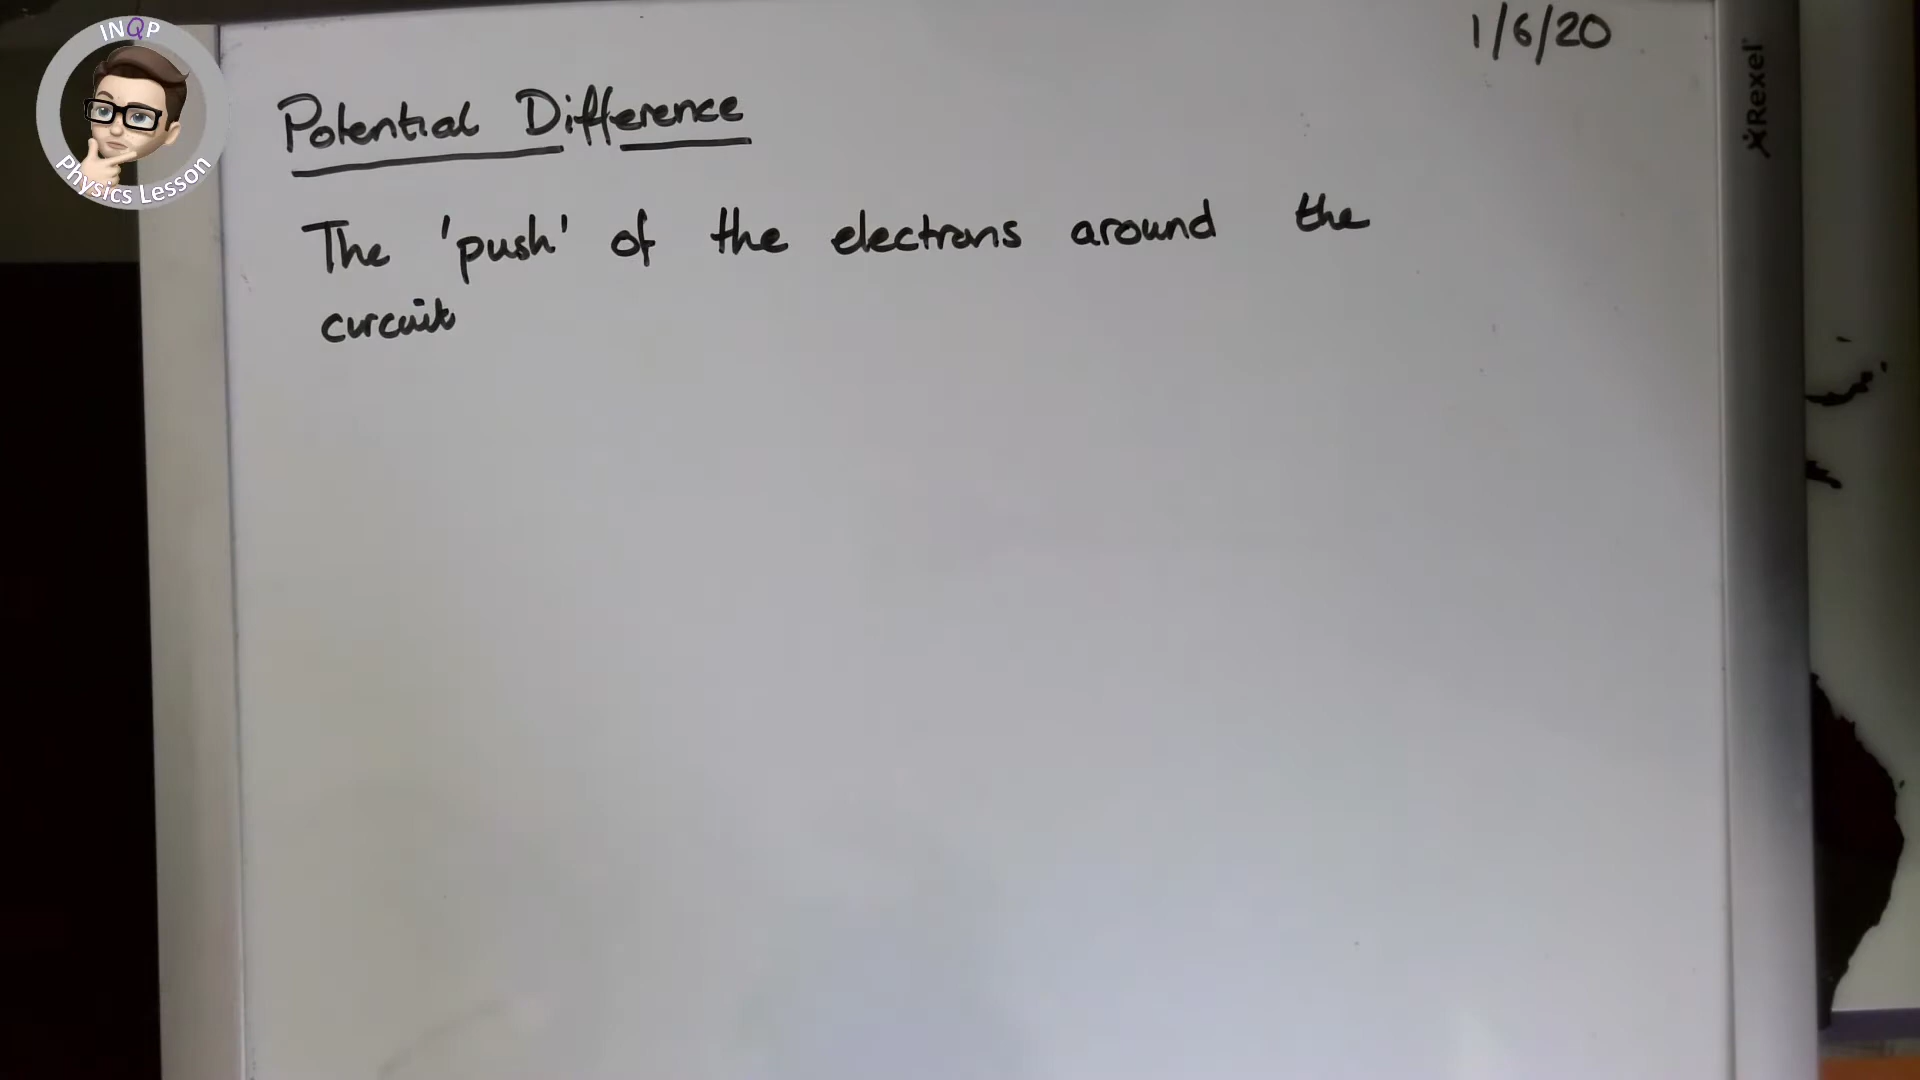 INQP
Physics Lesson
1/6/20
Rexel
Potential Difference
The 'push' of the electrons around the
circuit